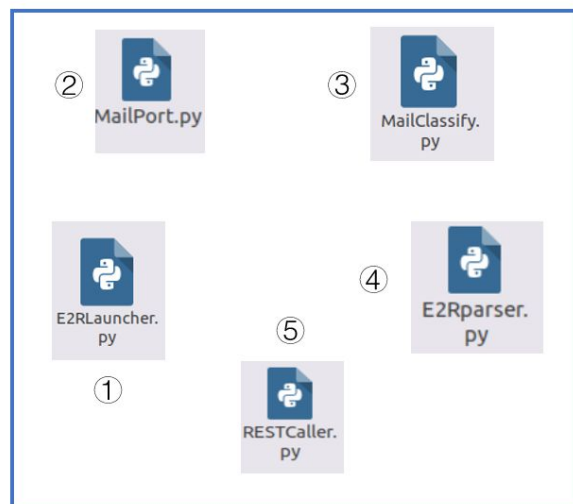 ②
MailPort.py
③
MailClassify.
py
E2RLauncher.
py
①
④
E2Rparser.
py
⑤
RESTCaller.
py